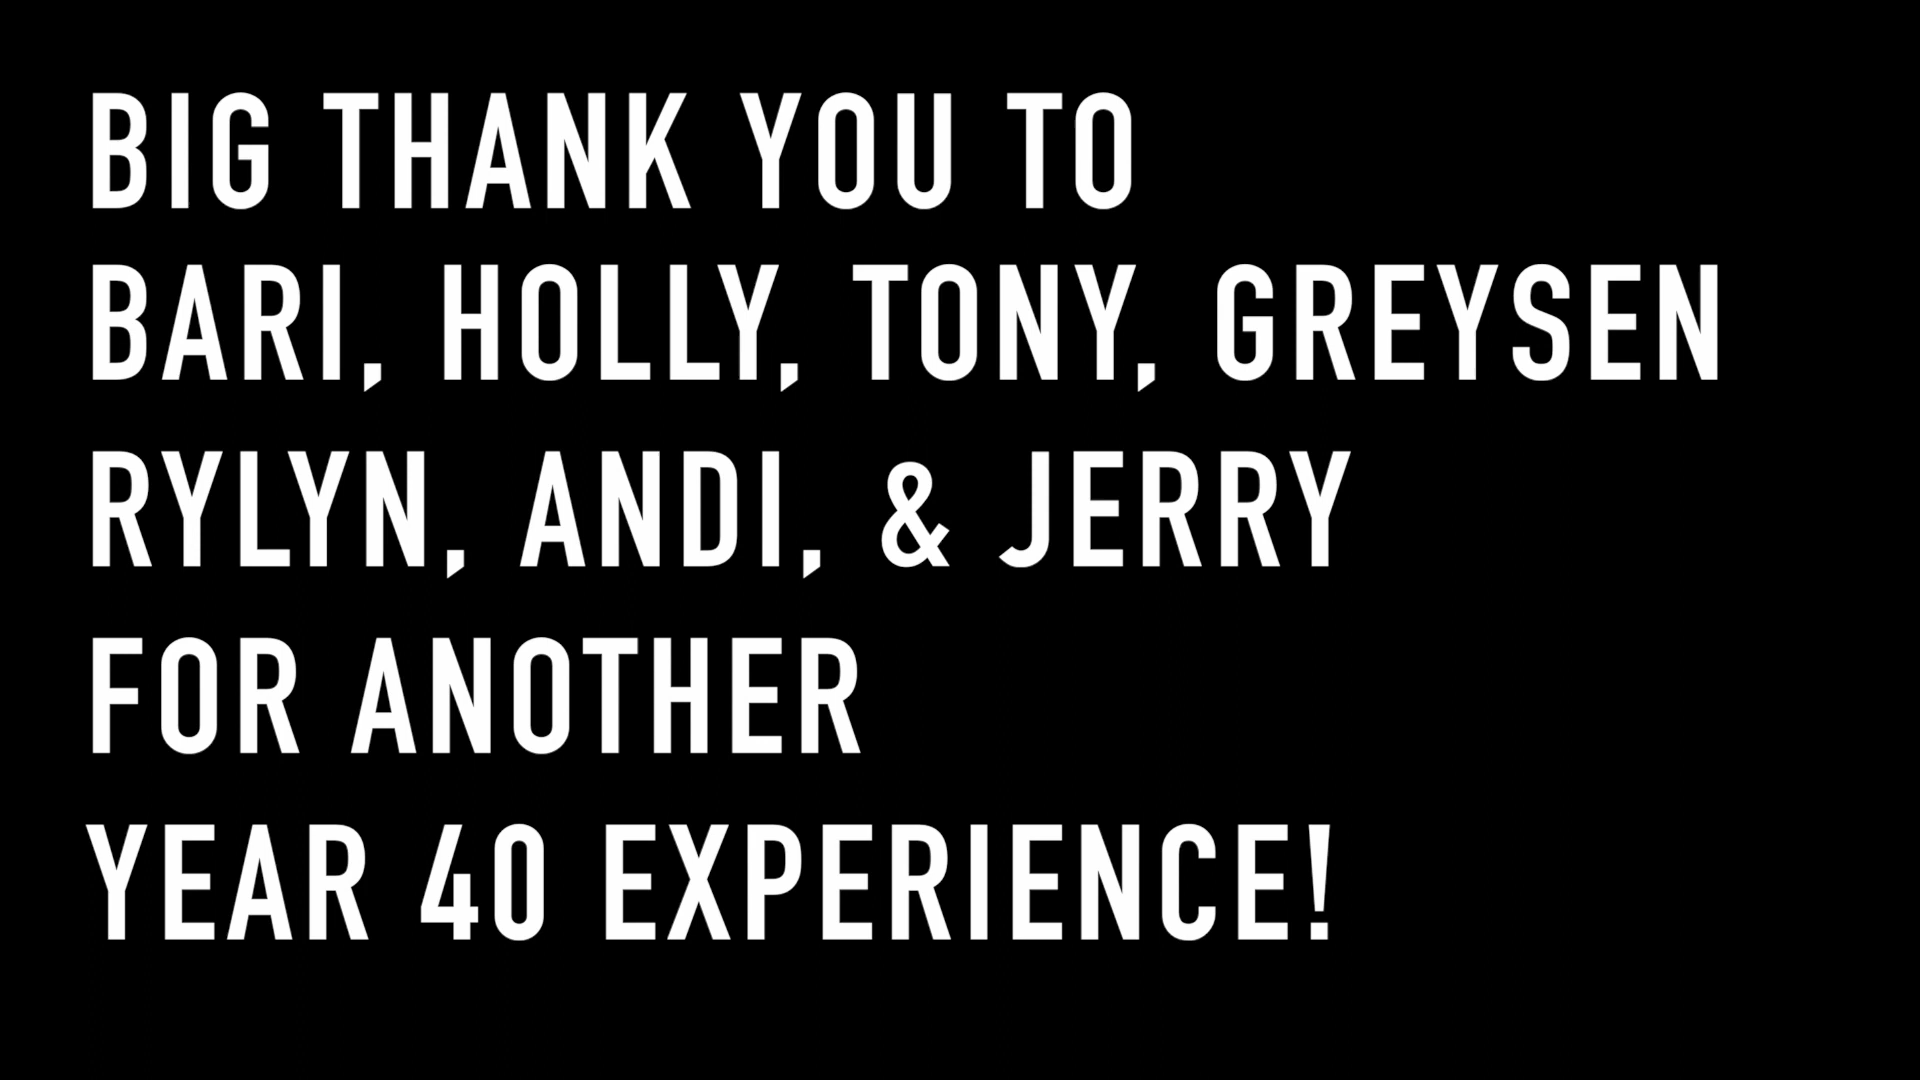 BIG THANK YOU TO
BARI, HOLLY, TONY, GREYSEN
RYLYN, ANDI, & JERRY
FOR ANOTHER
YEAR 40 EXPERIENCE!